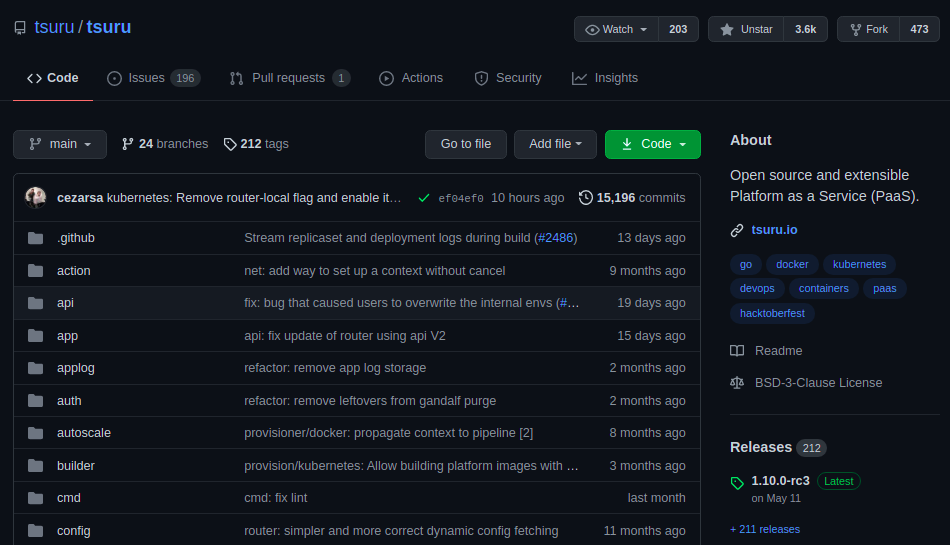 tsuru / tsuru
Watch 203
Unstar 3.6k
Fork 473
Code
Issues 196
Pull requests 1
Actions
Security
Insights
main
24 branches
212 tags
Go to file
Add file
Code
cezarsa kubernetes: Remove router-local flag and enable it… ef04ef0 10 hours ago 15,196 commits
.github Stream replicaset and deployment logs during build (#2486) 13 days ago
action net: add way to set up a context without cancel 9 months ago
api fix: bug that caused users to overwrite the internal envs (#… 19 days ago
app api: fix update of router using api V2 15 days ago
applog refactor: remove app log storage 2 months ago
auth refactor: remove leftovers from gandalf purge 2 months ago
autoscale provisioner/docker: propagate context to pipeline [2] 8 months ago
builder provision/kubernetes: Allow building platform images with … 3 months ago
cmd cmd: fix lint last month
config router: simpler and more correct dynamic config fetching 11 months ago
About
Open source and extensible
Platform as a Service (PaaS).
tsuru.io
go docker kubernetes
devops containers paas
hacktoberfest
Readme
BSD-3-Clause License
Releases 212
1.10.0-rc3 Latest
on May 11
+ 211 releases